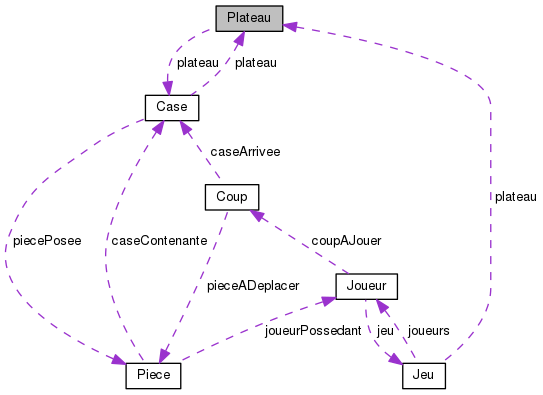 Plateau
plateau
plateau
Case
caseArrivee
Coup
plateau
piecePosee
caseContenante
coupAJouer
pieceADeplacer
Joueur
joueurPossedant
jeu
joueurs
Piece
Jeu